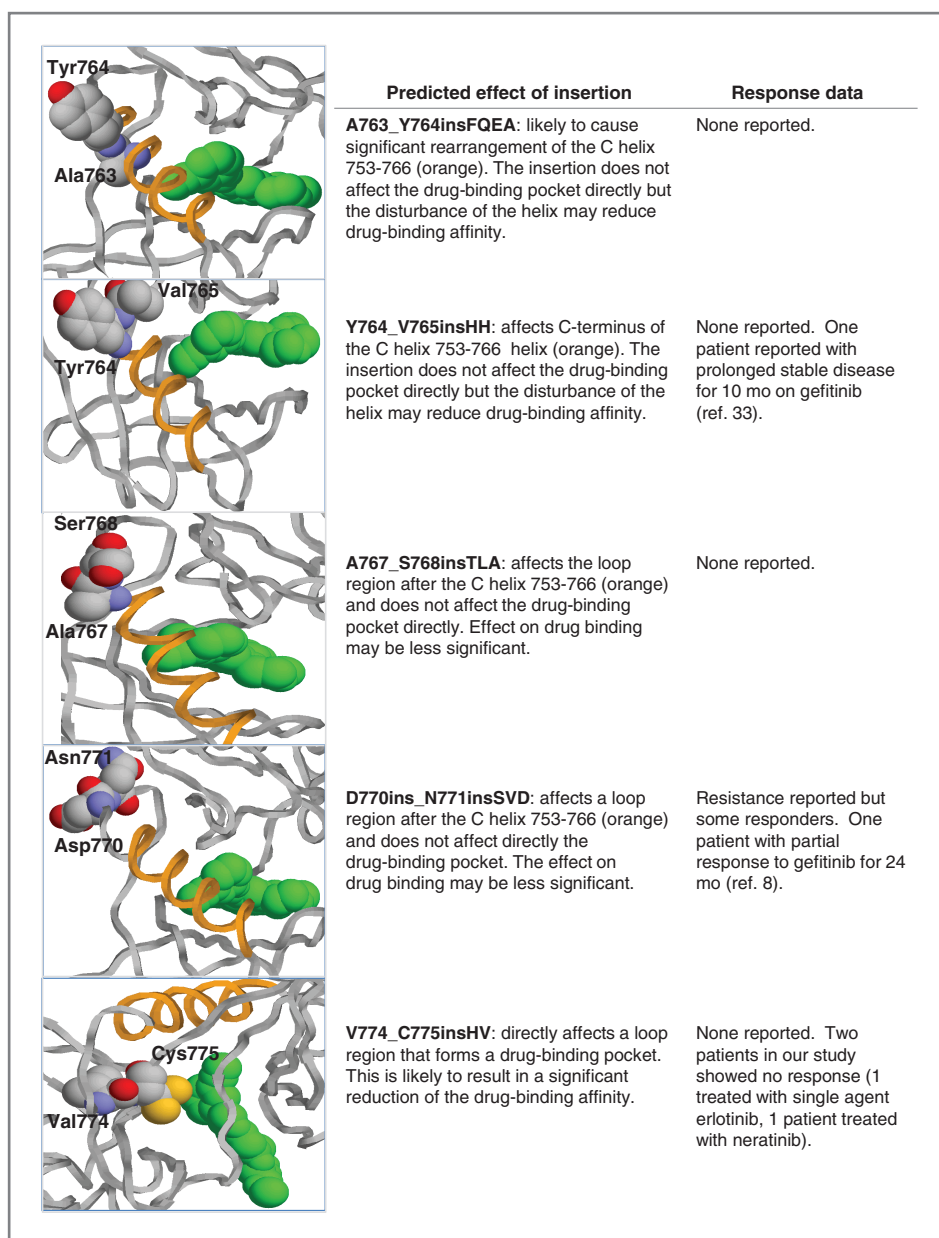 Tyr764
Ala763
Predicted effect of insertion
Response data
A763_Y764insFQEA: likely to cause
significant rearrangement of the C helix
753-766 (orange). The insertion does not
affect the drug-binding pocket directly but
the disturbance of the helix may reduce
drug-binding affinity.
None reported.
Val765
Tyr764
Y764_V765insHH: affects C-terminus of
the C helix 753-766 helix (orange). The
insertion does not affect the drug-binding
pocket directly but the disturbance of the
helix may reduce drug-binding affinity.
None reported. One
patient reported with
prolonged stable disease
for 10 mo on gefitinib
(ref. 33).
Ser768
Ala767
A767_S768insTLA: affects the loop
region after the C helix 753-766 (orange)
and does not affect the drug-binding
pocket directly. Effect on drug binding
may be less significant.
None reported.
Asn771
Asp770
D770ins_N771insSVD: affects a loop
region after the C helix 753-766 (orange)
and does not affect directly the
drug-binding pocket. The effect on
drug binding may be less significant.
Resistance reported but
some responders. One
patient with partial
response to gefitinib for 24
mo (ref. 8).
Cys775
Val774
V774_C775insHV: directly affects a loop
region that forms a drug-binding pocket.
This is likely to result in a significant
reduction of the drug-binding affinity.
None reported. Two
patients in our study
showed no response (1
treated with single agent
erlotinib, 1 patient treated
with neratinib).